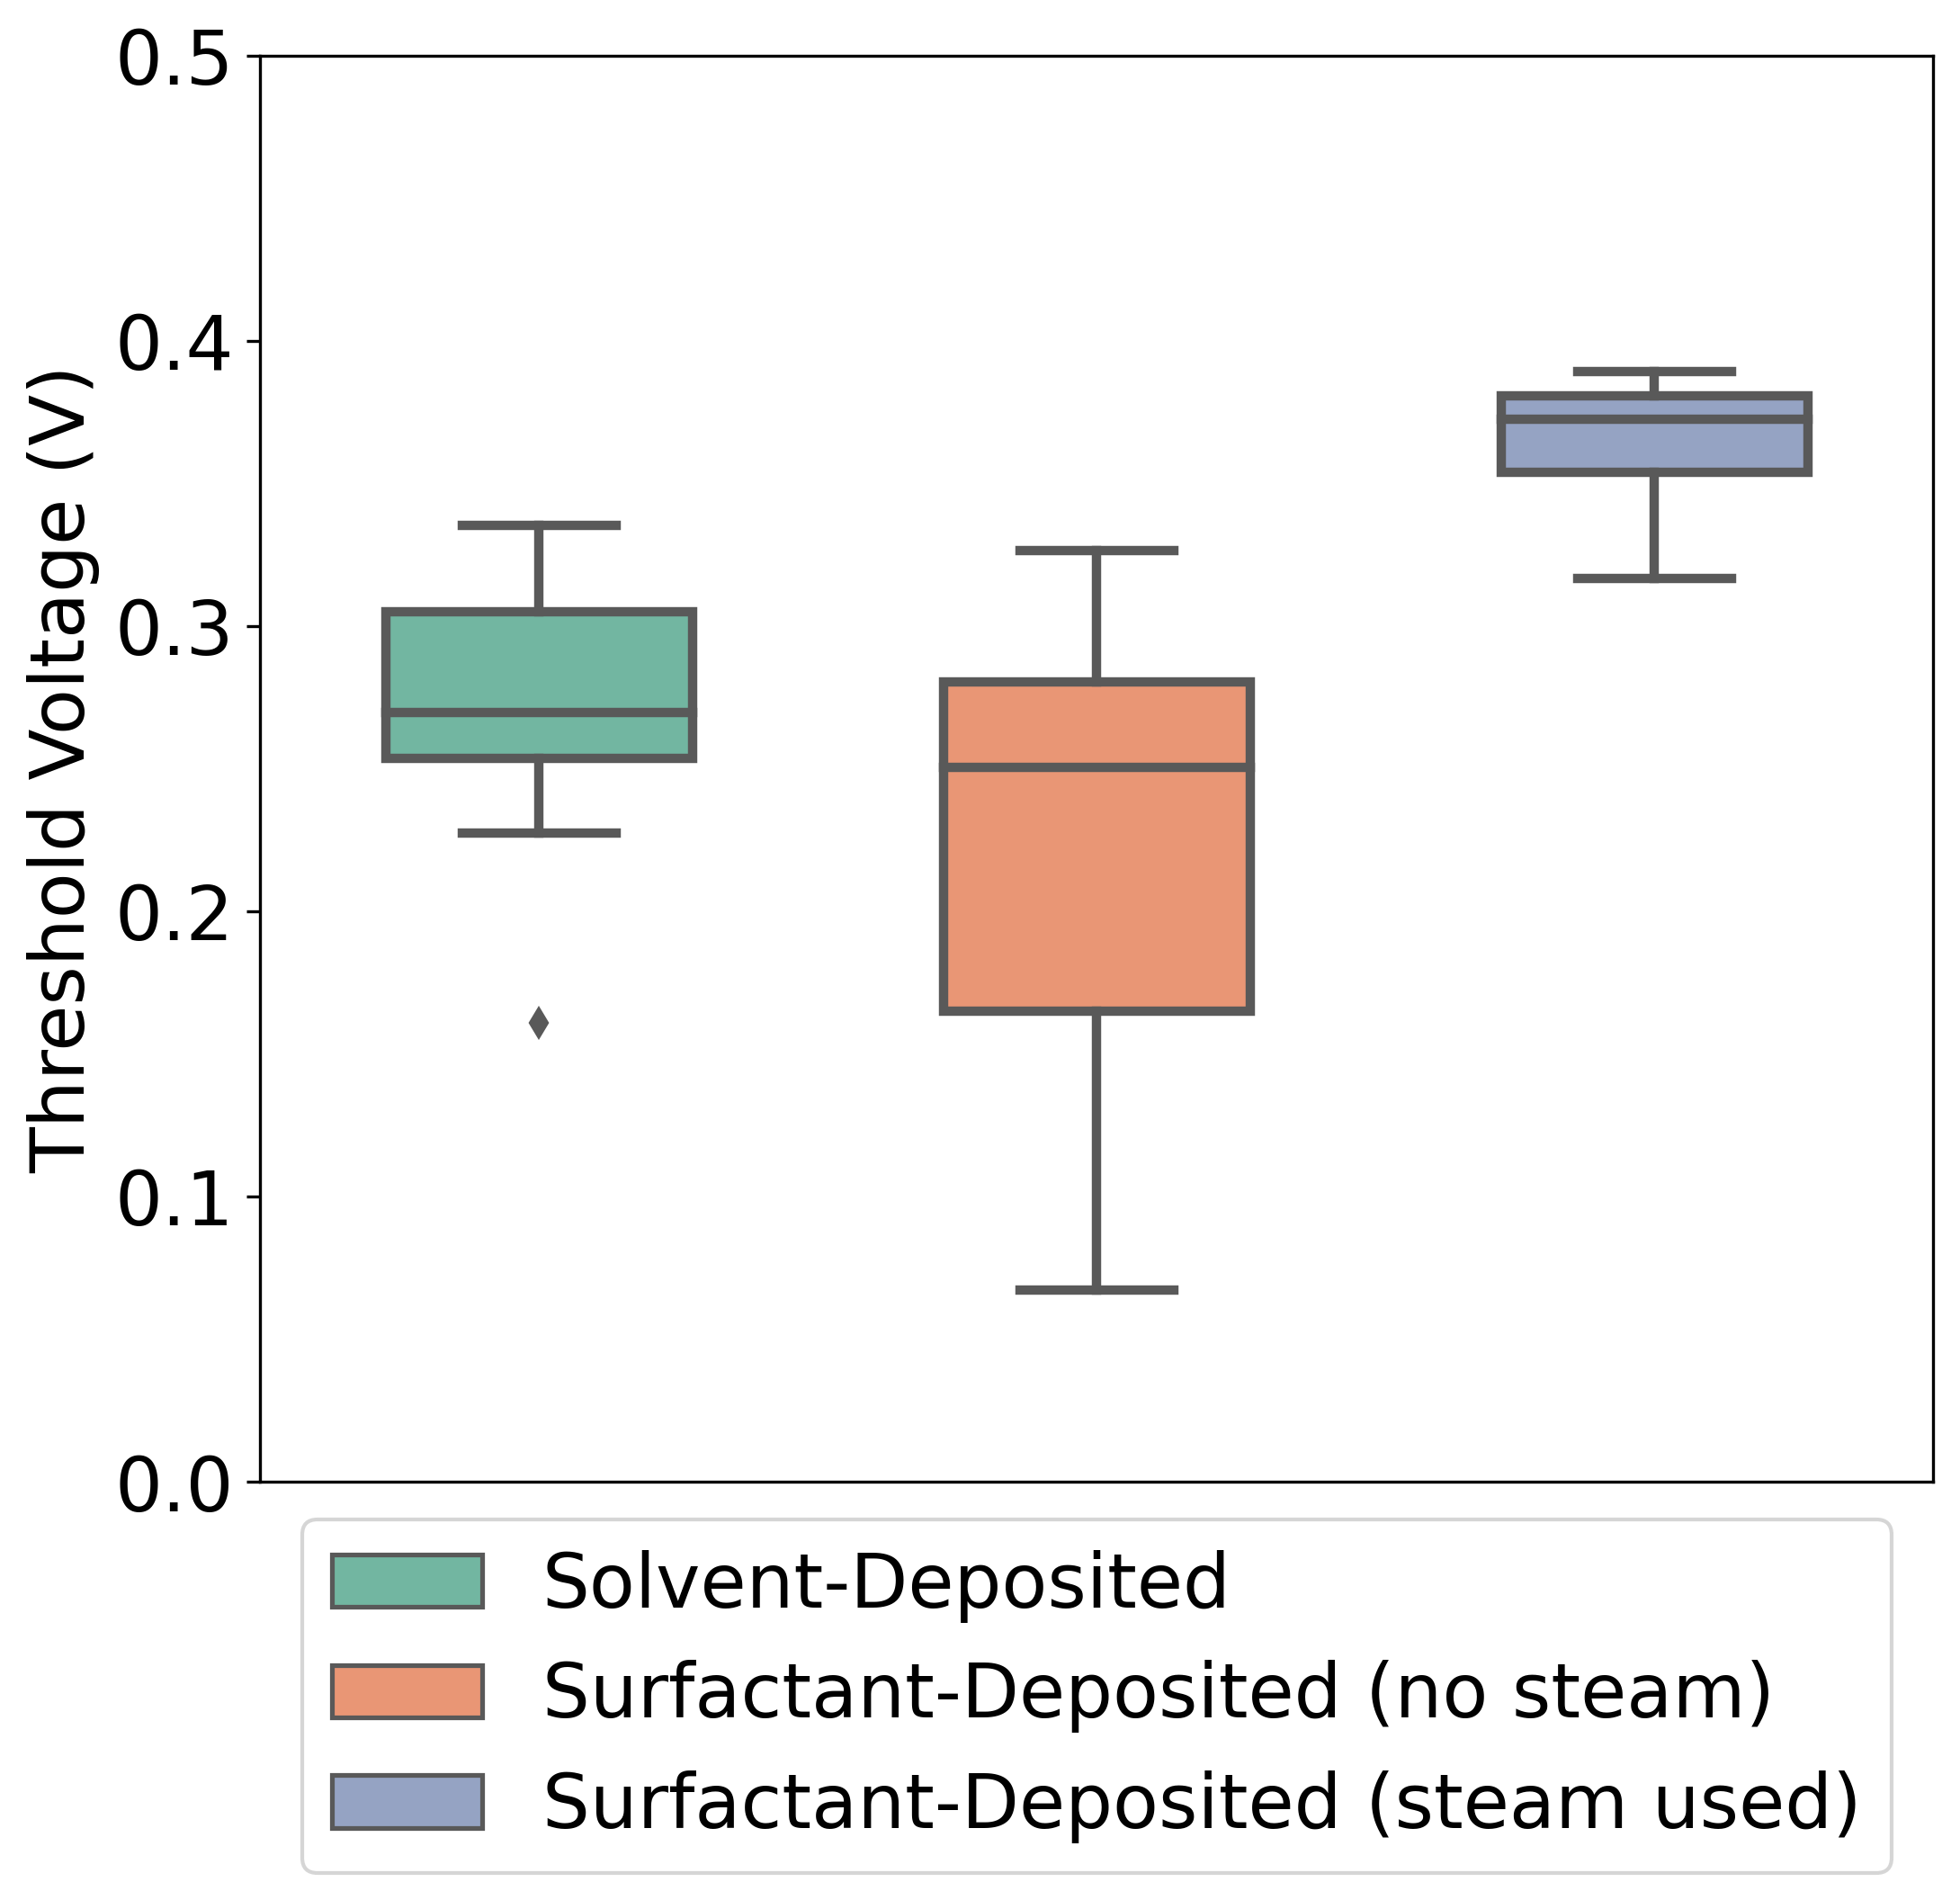 0.5
0.4
0.3
0.2
0.1
0.0
Threshold Voltage (V)
Solvent-Deposited
Surfactant-Deposited (no steam)
Surfactant-Deposited (steam used)